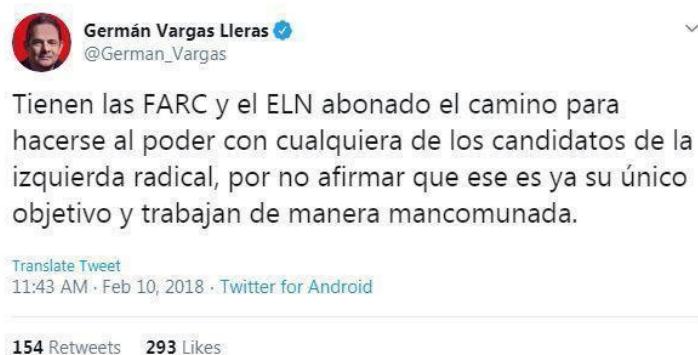 Germán Vargas Lleras
@German_Vargas
Tienen las FARC y el ELN abonado el camino para
hacerse al poder con cualquiera de los candidatos de la
izquierda radical, por no afirmar que ese es ya su único
objetivo y trabajan de manera mancomunada.
Translate Tweet
11:43 AM · Feb 10, 2018 · Twitter for Android
154 Retweets 293 Likes